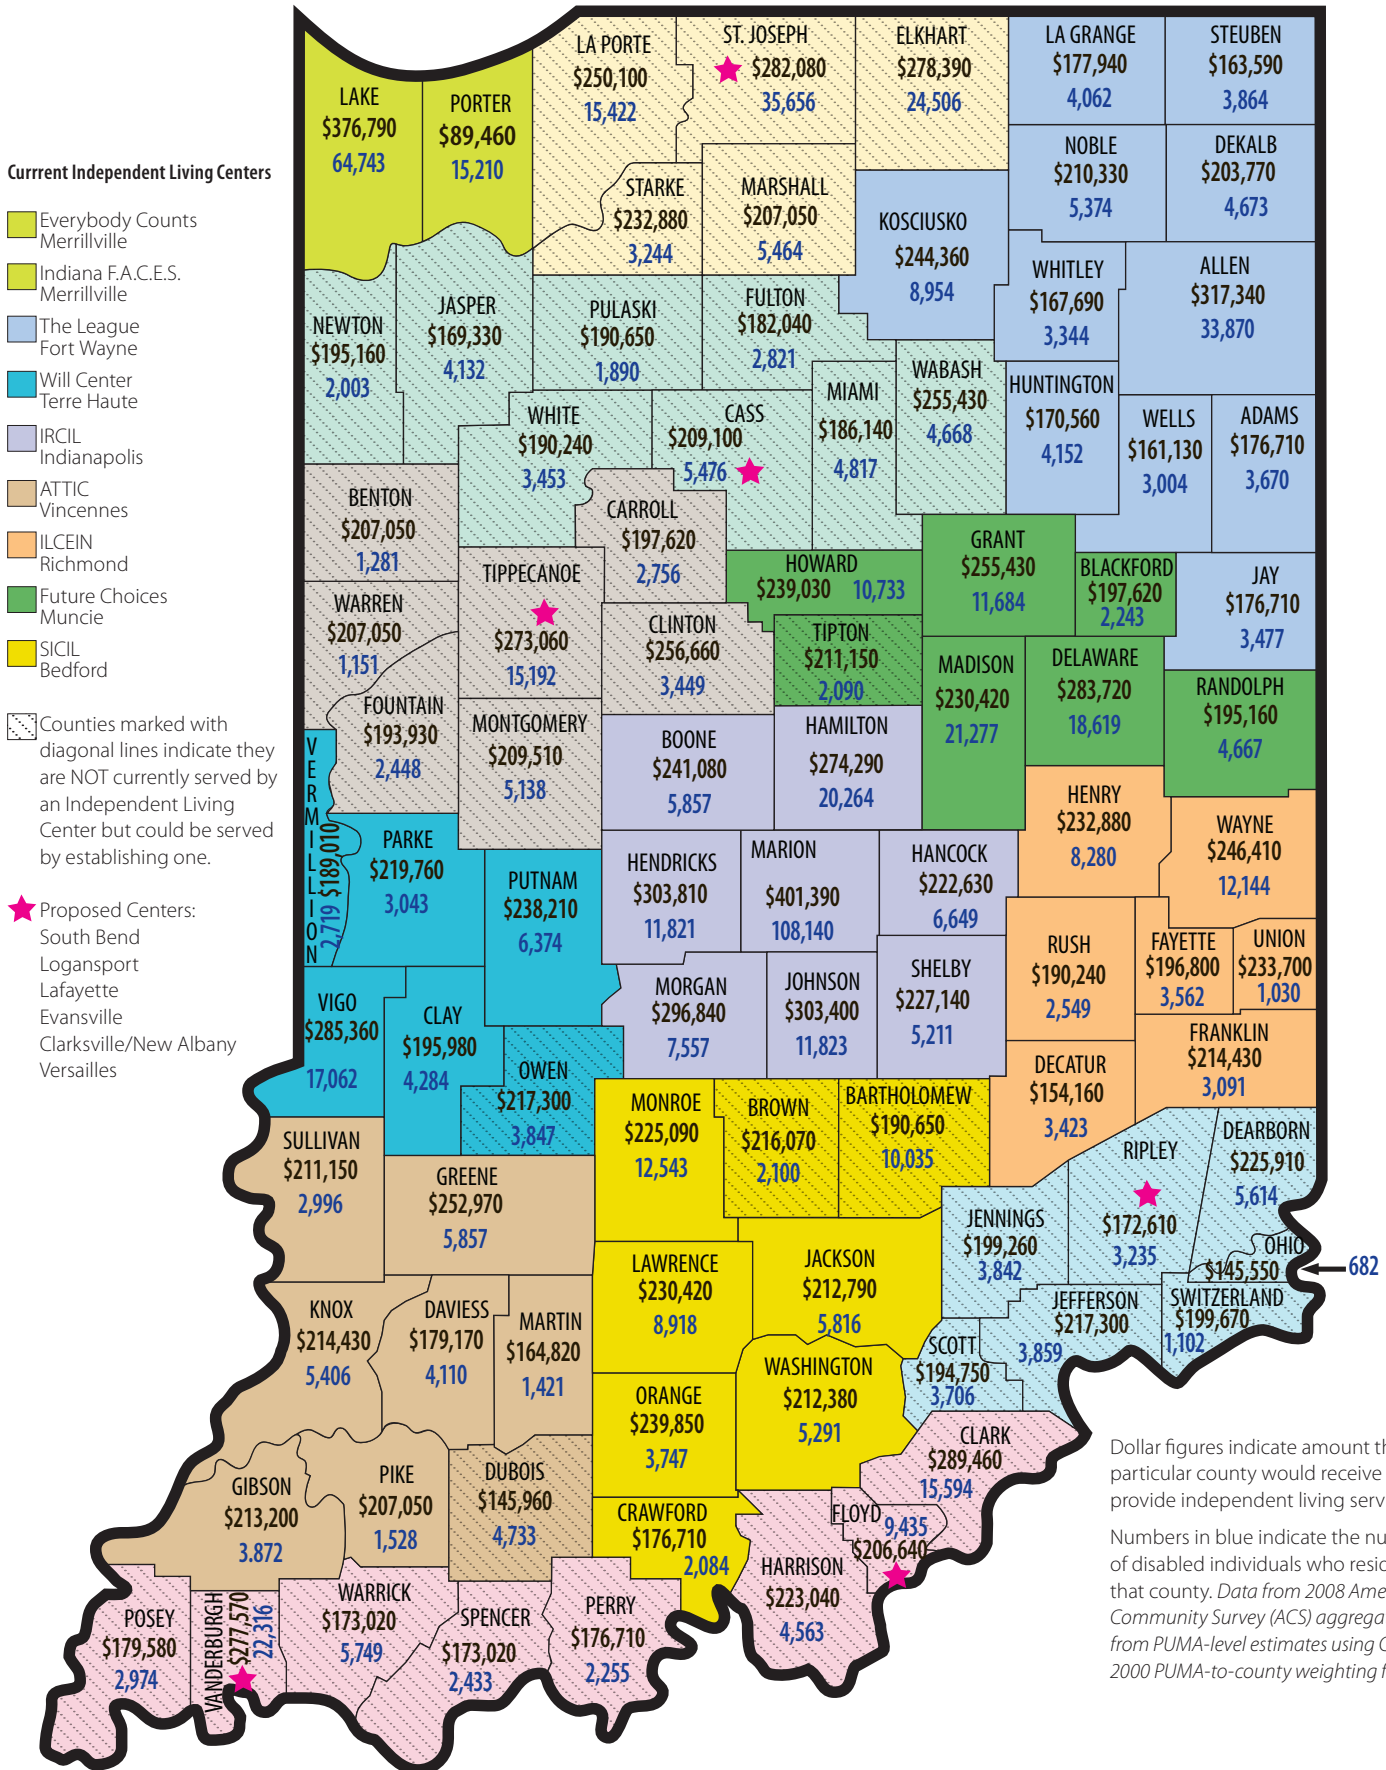 Currrent Independent Living Centers
Everybody Counts
Merrillville
Indiana F.A.C.E.S.
Merrillville
The League
Fort Wayne
Will Center
Terre Haute
IRCIL
Indianapolis
ATTIC
Vincennes
ILCEIN
Richmond
Future Choices
Muncie
SICIL
Bedford
Counties marked with
diagonal lines indicate they
are NOT currently served by
an Independent Living
Center but could be served
by establishing one.
Proposed Centers:
South Bend
Logansport
Lafayette
Evansville
Clarksville/New Albany
Versailles
LAKE
$376,790
64,743
PORTER
$89,460
15,210
LA PORTE
$250,100
15,422
ST. JOSEPH
$282,080
35,656
ELKHART
$278,390
24,506
LA GRANGE
$177,940
4,062
STEUBEN
$163,590
3,864
NOBLE
$210,330
5,374
DEKALB
$203,770
4,673
STARKE
$232,880
3,244
MARSHALL
$207,050
5,464
KOSCIUSKO
$244,360
8,954
WHITLEY
$167,690
3,344
ALLEN
$317,340
33,870
NEWTON
$195,160
2,003
JASPER
$169,330
4,132
PULASKI
$190,650
1,890
FULTON
$182,040
2,821
MIAMI
$186,140
4,817
WABASH
$255,430
4,668
HUNTINGTON
$170,560
4,152
WELLS
$161,130
3,004
ADAMS
$176,710
3,670
WHITE
$190,240
3,453
CASS
$209,100
5,476
BENTON
$207,050
1,281
CARROLL
$197,620
2,756
TIPPECANOE
$273,060
15,192
HOWARD
$239,030 10,733
GRANT
$255,430
11,684
BLACKFORD
$197,620
2,243
JAY
$176,710
3,477
WARREN
$207,050
1,151
CLINTON
$256,660
3,449
TIPTON
$211,150
2,090
MADISON
$230,420
21,277
DELAWARE
$283,720
18,619
RANDOLPH
$195,160
4,667
FOUNTAIN
$193,930
2,448
MONTGOMERY
$209,510
5,138
BOONE
$241,080
5,857
HAMILTON
$274,290
20,264
VERMILLION
$189,010
2,719
PARKE
$219,760
3,043
PUTNAM
$238,210
6,374
HENDRICKS
$303,810
11,821
MARION
$401,390
108,140
HANCOCK
$222,630
6,649
HENRY
$232,880
8,280
WAYNE
$246,410
12,144
RUSH
$190,240
2,549
FAYETTE
$196,800
3,562
UNION
$233,700
1,030
VIGO
$285,360
17,062
CLAY
$195,980
4,284
OWEN
$217,300
3,847
MORGAN
$296,840
7,557
JOHNSON
$303,400
11,823
SHELBY
$227,140
5,211
DECATUR
$154,160
3,423
FRANKLIN
$214,430
3,091
SULLIVAN
$211,150
2,996
GREENE
$252,970
5,857
MONROE
$225,090
12,543
BROWN
$216,070
2,100
BARTHOLOMEW
$190,650
10,035
RIPLEY
$172,610
3,235
DEARBORN
$225,910
5,614
JENNINGS
$199,260
3,842
OHIO
$145,550
682
LAWRENCE
$230,420
8,918
JACKSON
$212,790
5,816
JEFFERSON
$217,300
3,859
SWITZERLAND
$199,670
1,102
KNOX
$214,430
5,406
DAVIESS
$179,170
4,110
MARTIN
$164,820
1,421
SCOTT
$194,750
3,706
ORANGE
$239,850
3,747
WASHINGTON
$212,380
5,291
CLARK
$289,460
15,594
GIBSON
$213,200
3.872
PIKE
$207,050
1,528
DUBOIS
$145,960
4,733
CRAWFORD
$176,710
2,084
FLOYD
9,435
$206,640
HARRISON
$223,040
4,563
POSEY
$179,580
2,974
VANDERBURGH
$277,570
22,316
WARRICK
$173,020
5,749
SPENCER
$173,020
2,433
PERRY
$176,710
2,255
Dollar figures indicate amount
particular county would receive
provide independent living
Numbers in blue indicate the
of disabled individuals who
that county. Data from 2008
Community Survey (ACS)
from PUMA-level estimates using
2000 PUMA-to-county weighting